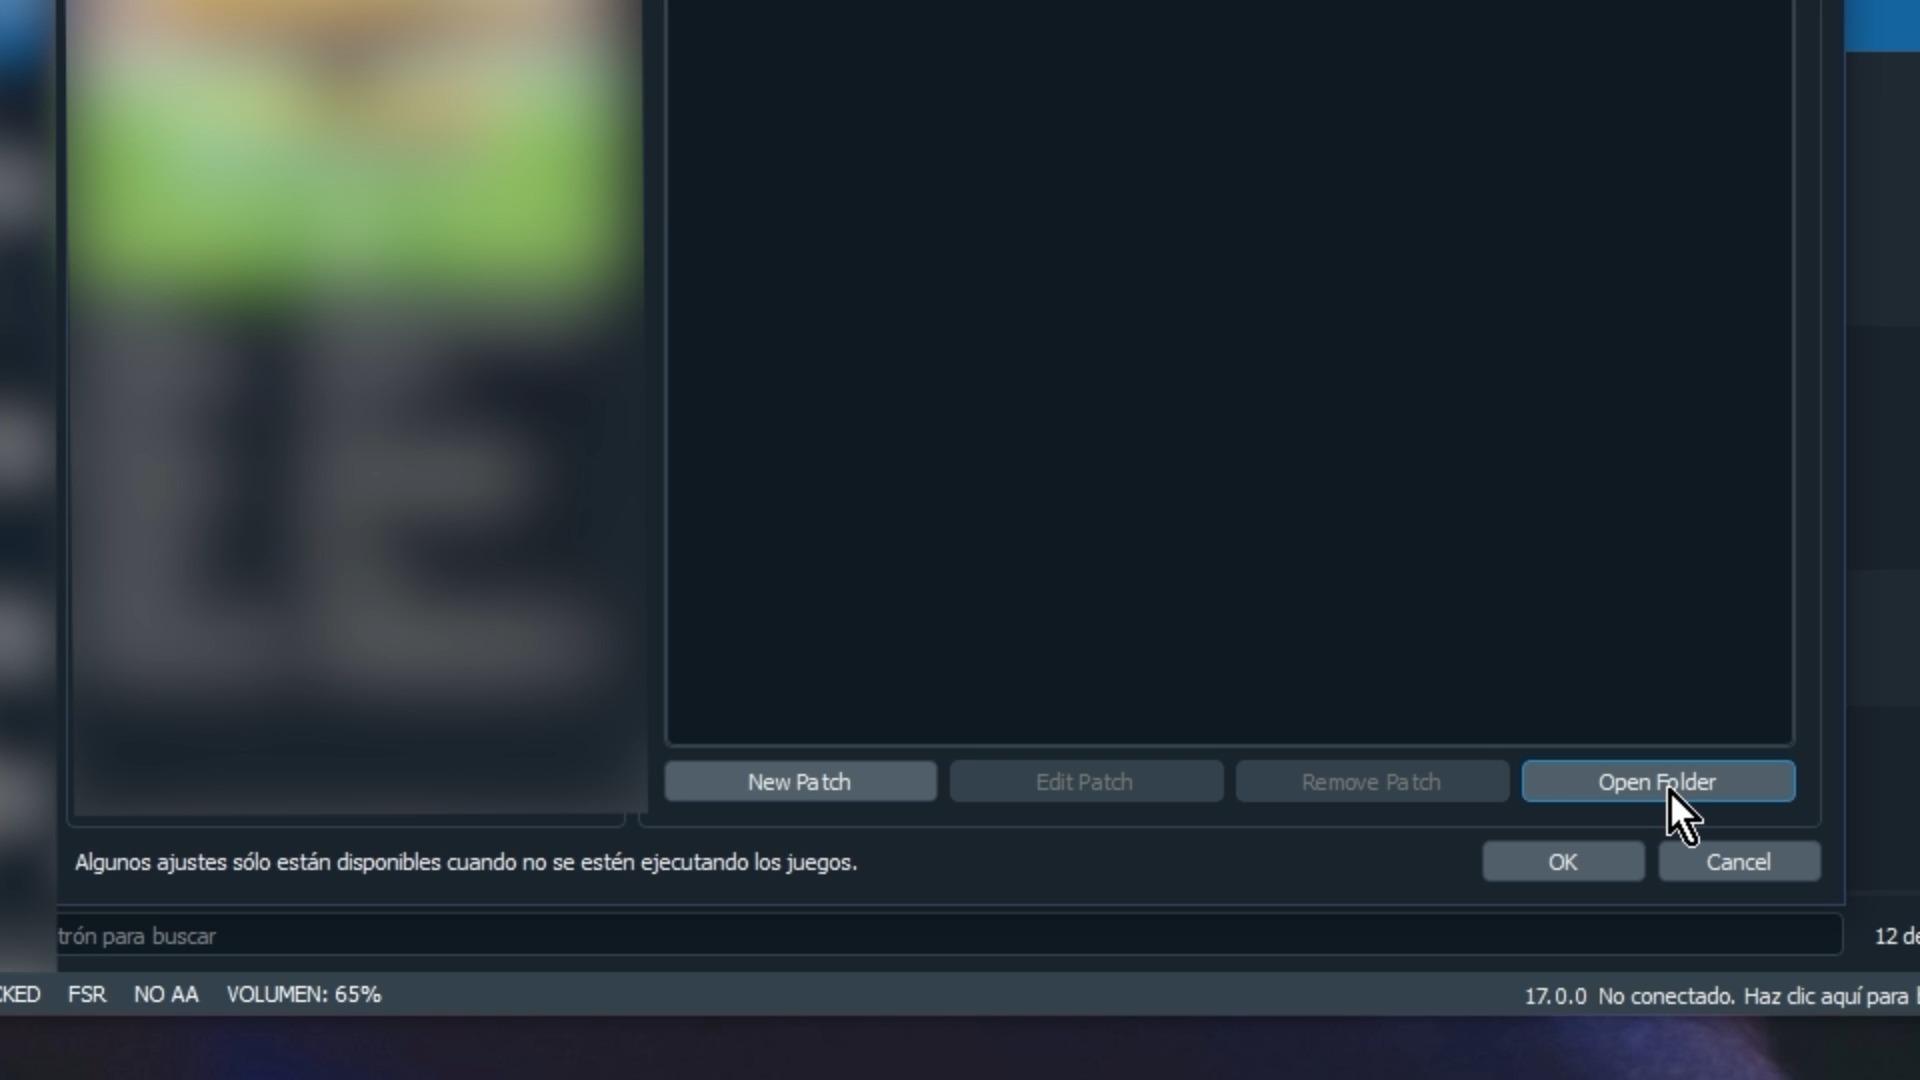 New Patch
Edit Patch
Remove Patch
Open Folder
Algunos ajustes sólo están disponibles cuando no se estén ejecutando los juegos.
OK
Cancel
trón para buscar
12 de
CKED
FSR
NO AA
VOLUMEN: 65%
17.0.0
No conectado. Haz clic aquí para